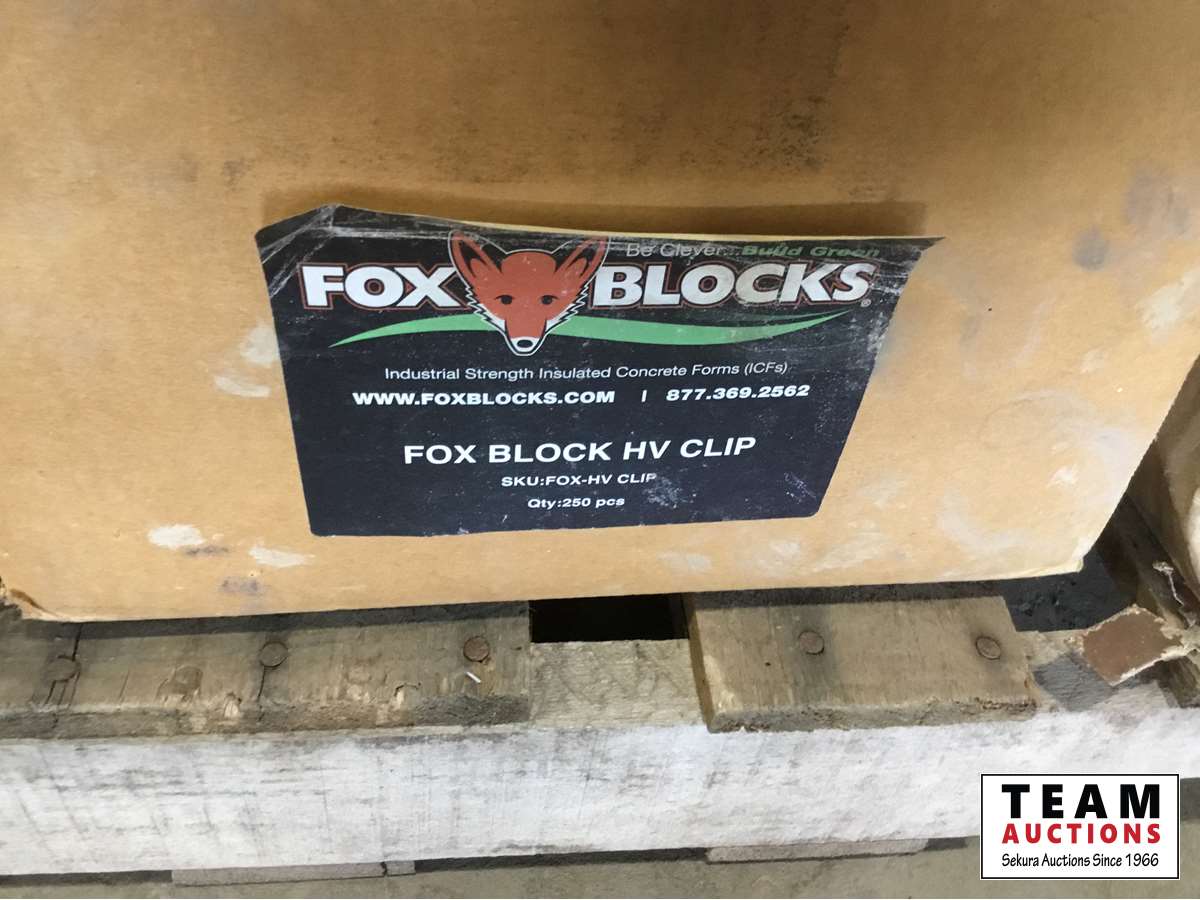 Be Clever... Build Green
FOX BLOCKS®
Industrial Strength Insulated Concrete Forms (ICFs)
WWW.FOXBLOCKS.COM | 877.369.2562
FOX BLOCK HV CLIP
SKU:FOX-HV CLIP
Qty:250 pcs
TEAM
AUCTIONS
Sekura Auctions Since 1966